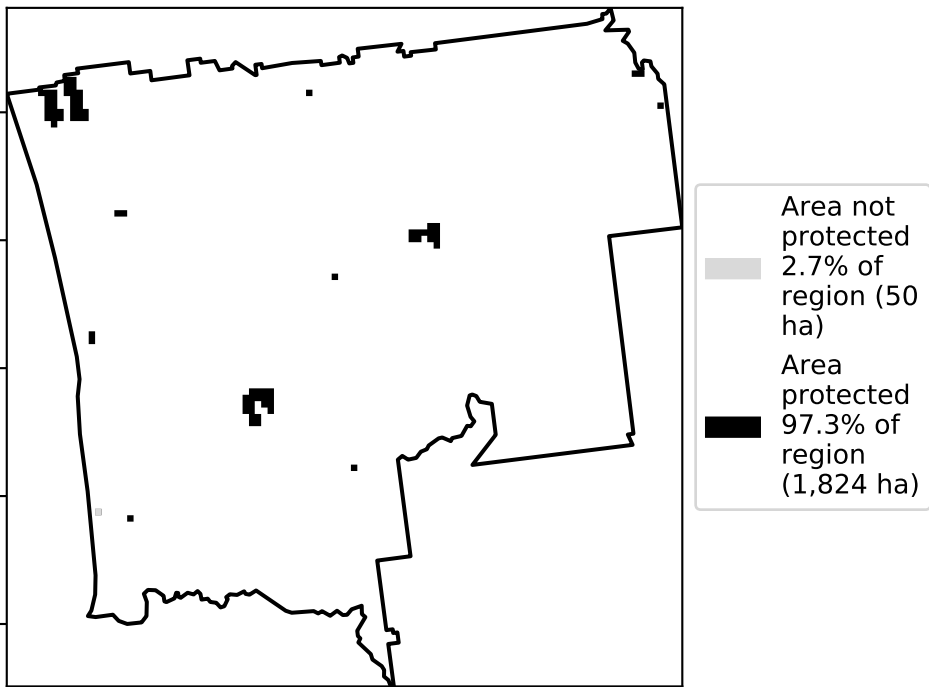 Area not
protected
2.7% of
region (50
ha)
Area
protected
97.3% of
region
(1,824 ha)